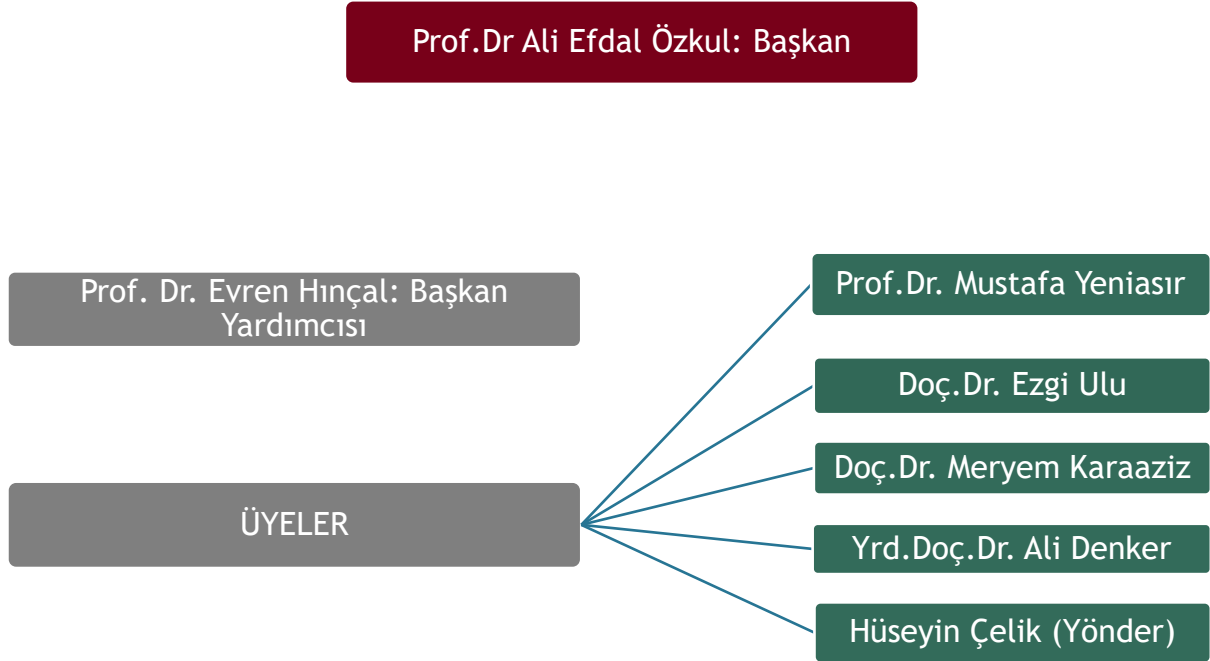 Prof.Dr Ali Efdal Özkul: Başkan
Prof. Dr. Evren Hınçal: Başkan
Yardımcısı
ÜYELER
Prof.Dr. Mustafa Yeniasır
Doç.Dr. Ezgi Ulu
Doç.Dr. Meryem Karaaziz
Yrd.Doç.Dr. Ali Denker
Hüseyin Çelik (Yönder)